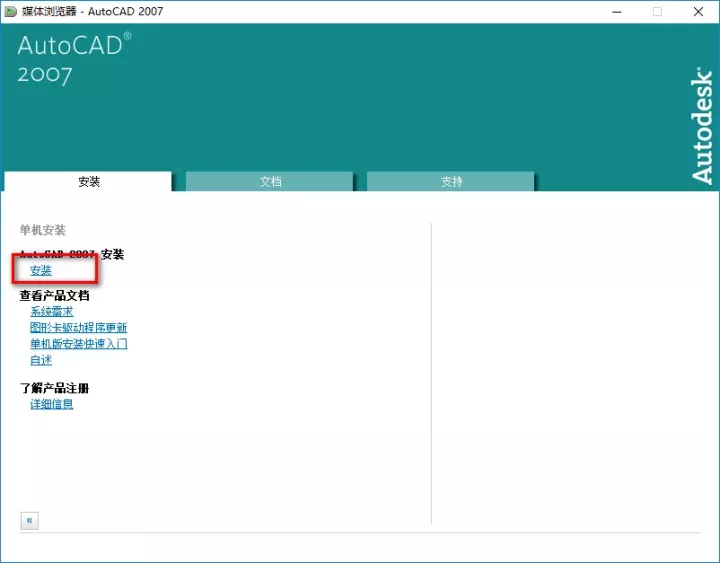 媒体浏览器 - AutoCAD 2007
AutoCAD®
2007
Autodesk®
安装
文档
支持
单机安装
AutoCAD 2007 安装
安装
查看产品文档
系统需求
图形卡驱动程序更新
单机版安装快速入门
自述
了解产品注册
详细信息
«